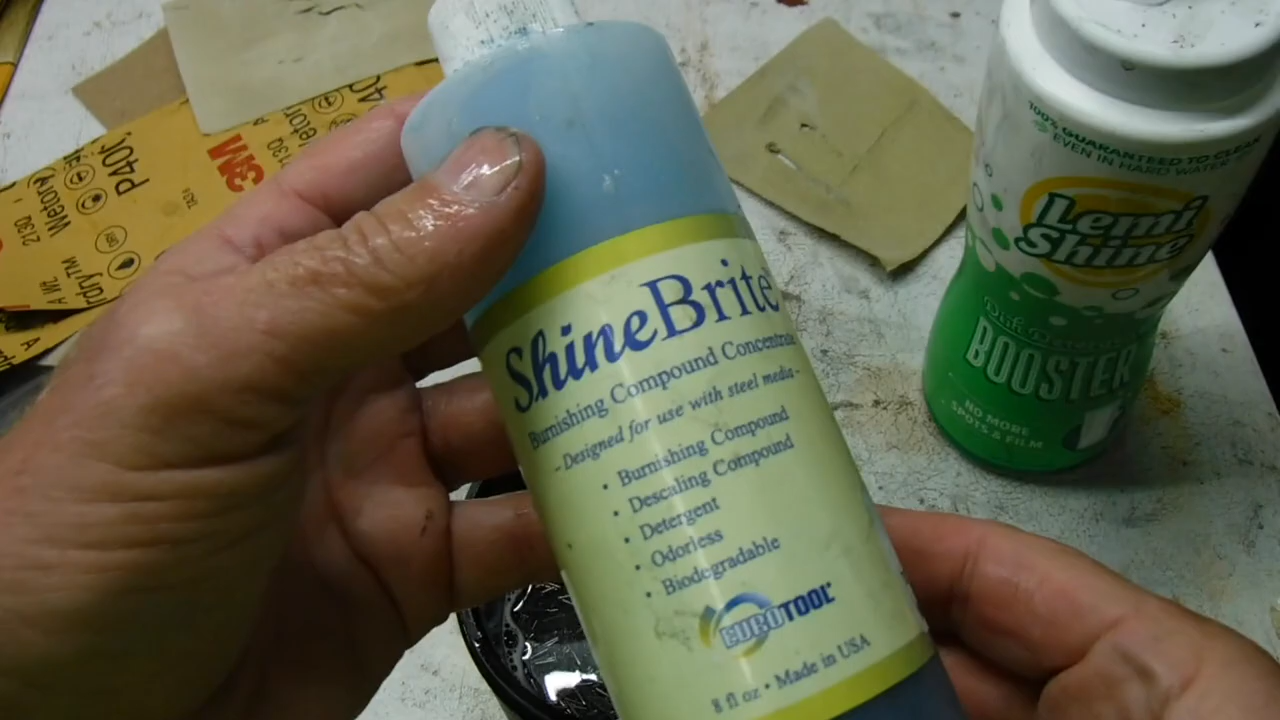 ShineBrite
Burnishing Compound Concentrate
- Designed for use with steel media -
• Burnishing Compound
• Descaling Compound
• Detergent
• Odorless
• Biodegradable
EUROTOOL
8 fl oz • Made in USA
100% GUARANTEED TO CLEAN
EVEN IN HARD WATER
Lemi
Shine
BOOSTER
NO MORE
SPOTS & FILM
3M
P400
Wetordry
2130